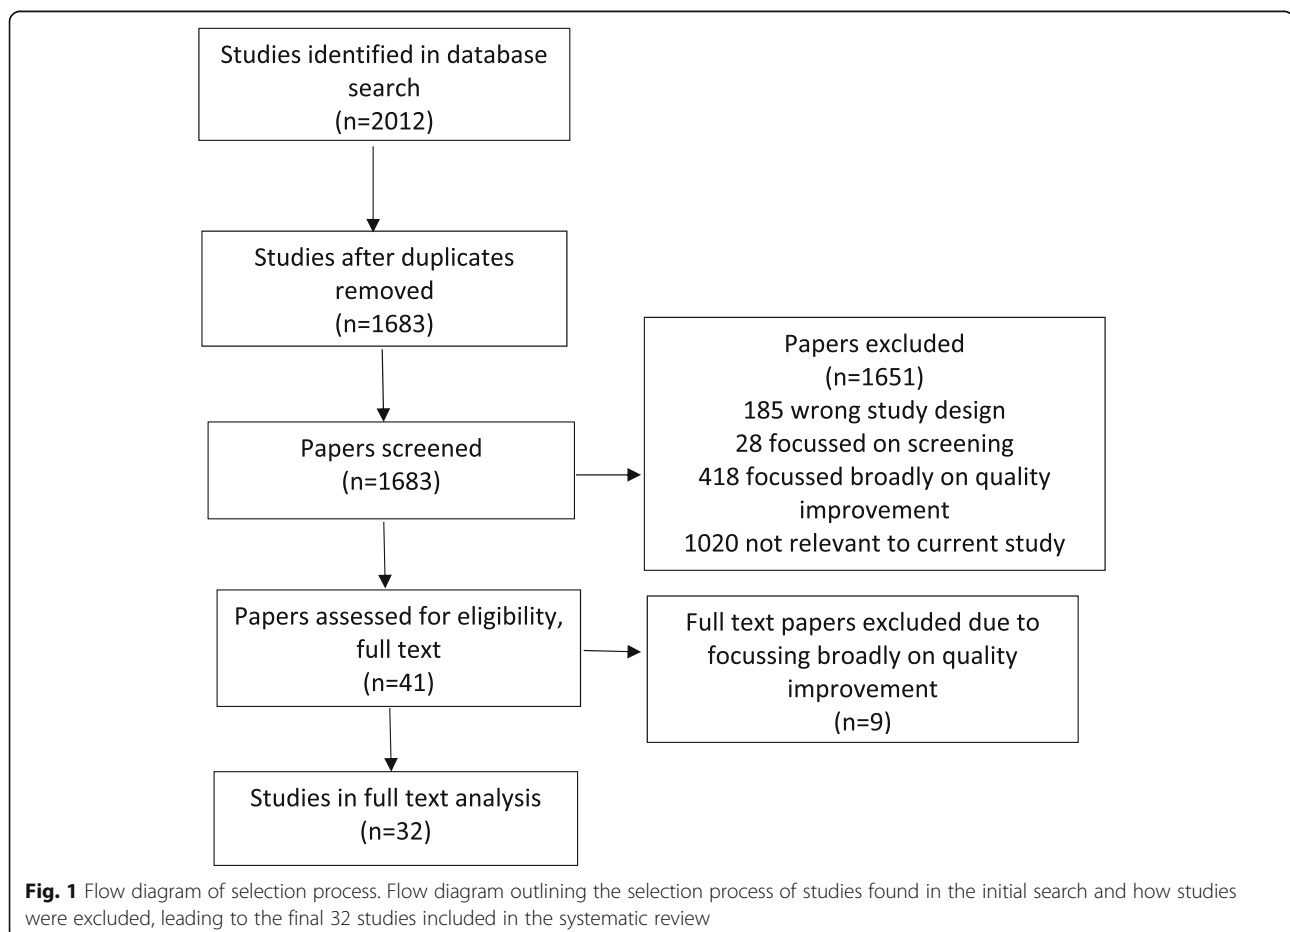 Studies identified in database
search
(n=2012)
Studies after duplicates
removed
(n=1683)
Papers screened
(n=1683)
Papers excluded
(n=1651)
185 wrong study design
28 focussed on screening
418 focussed broadly on quality
improvement
1020 not relevant to current study
Papers assessed for eligibility,
full text
(n=41)
Full text papers excluded due to
focussing broadly on quality
improvement
(n=9)
Studies in full text analysis
(n=32)
Fig. 1 Flow diagram of selection process. Flow diagram outlining the selection process of studies found in the initial search and how studies
were excluded, leading to the final 32 studies included in the systematic review